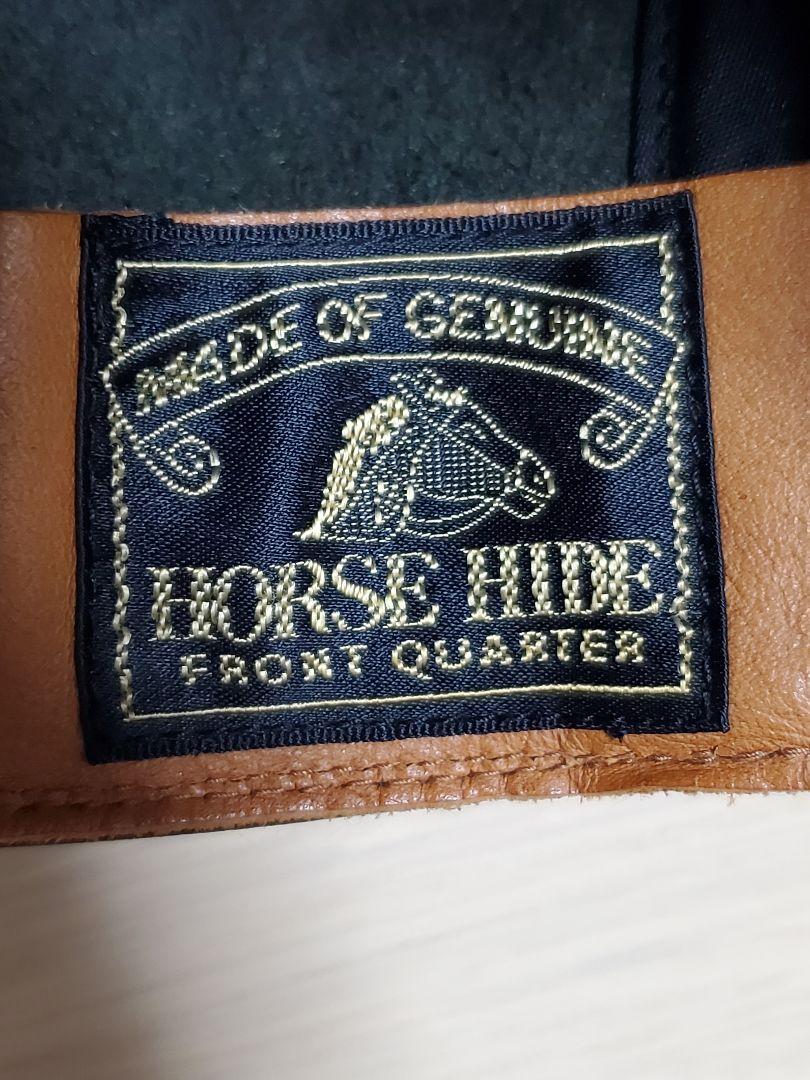 MADE OF GENUINE
HORSE HIDE
FRONT QUARTER